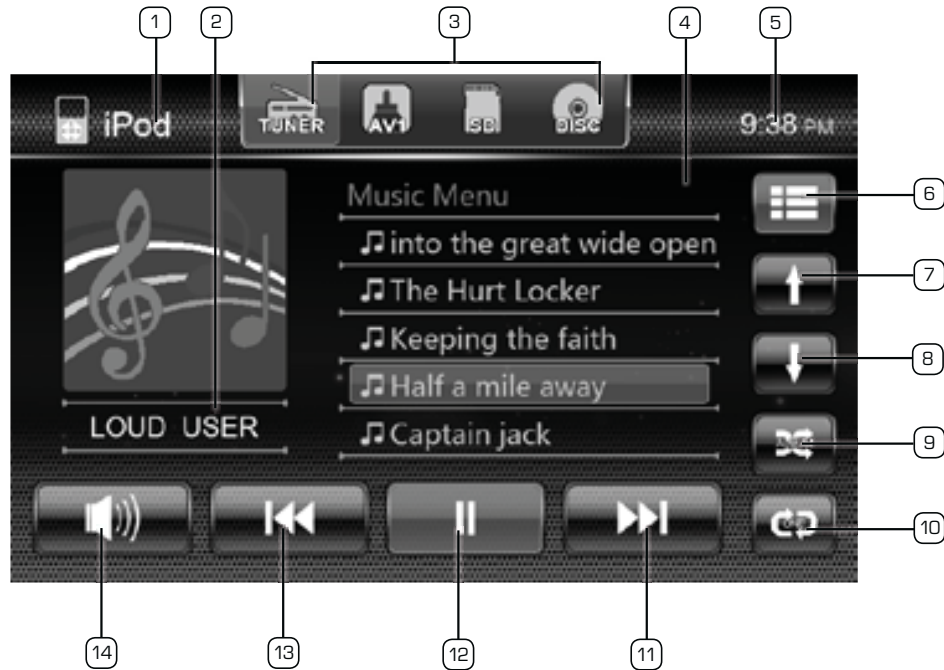 1 2 3 4 5
iPod TUNER AV1 SD DISC 9:38 PM
Music Menu
6
into the great wide open
7
The Hurt Locker
Keeping the faith
8
Half a mile away
LOUD USER
Captain jack
9
10
14 13 12 11